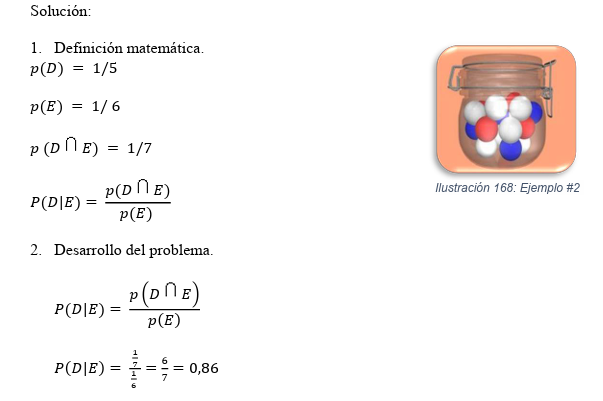 Solución:
1. Definición matemática.
p(D) = 1/5
p(E) = 1/ 6
p (D ⋂ E) = 1/7
P(D|E) = p(D ⋂ E) / p(E)
Ilustración 168: Ejemplo #2
2. Desarrollo del problema.
P(D|E) = p(D ⋂ E) / p(E)
P(D|E) = (1/7) / (1/6) = 6/7 = 0,86